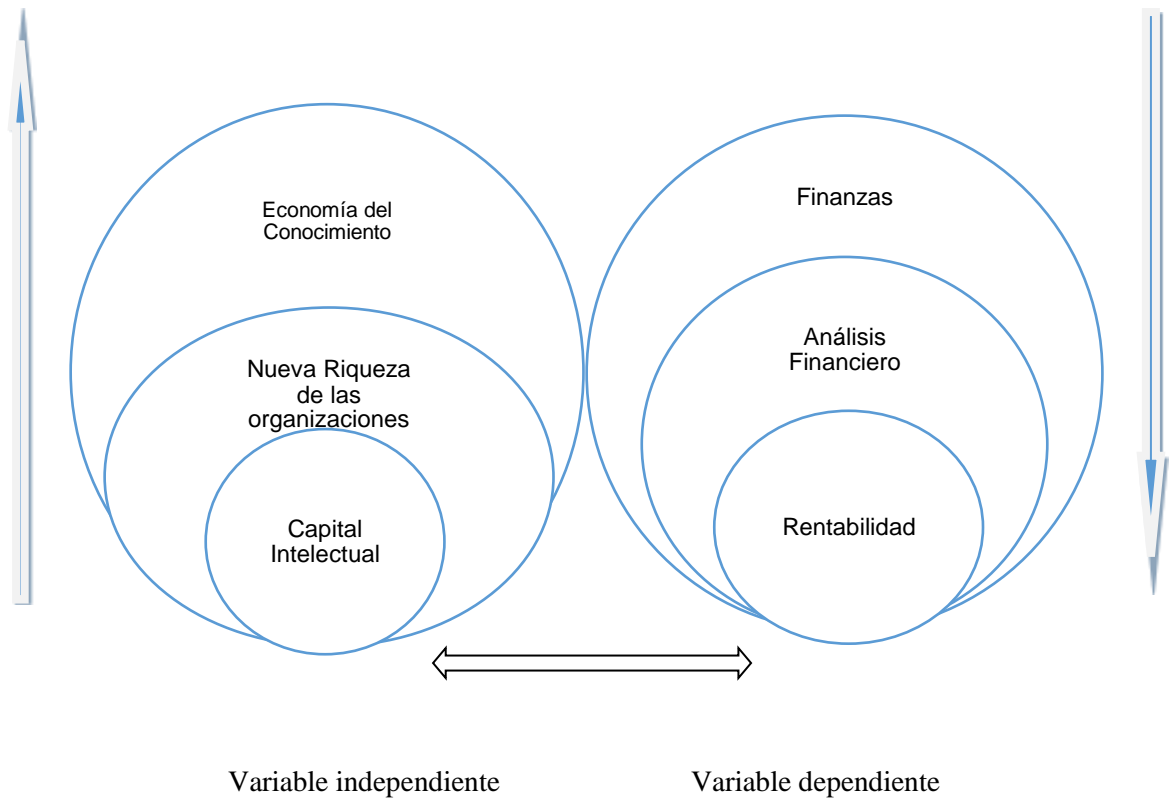 Economía del
Conocimiento
Nueva Riqueza
de las
organizaciones
Capital
Intelectual
Finanzas
Análisis
Financiero
Rentabilidad
Variable independiente
Variable dependiente